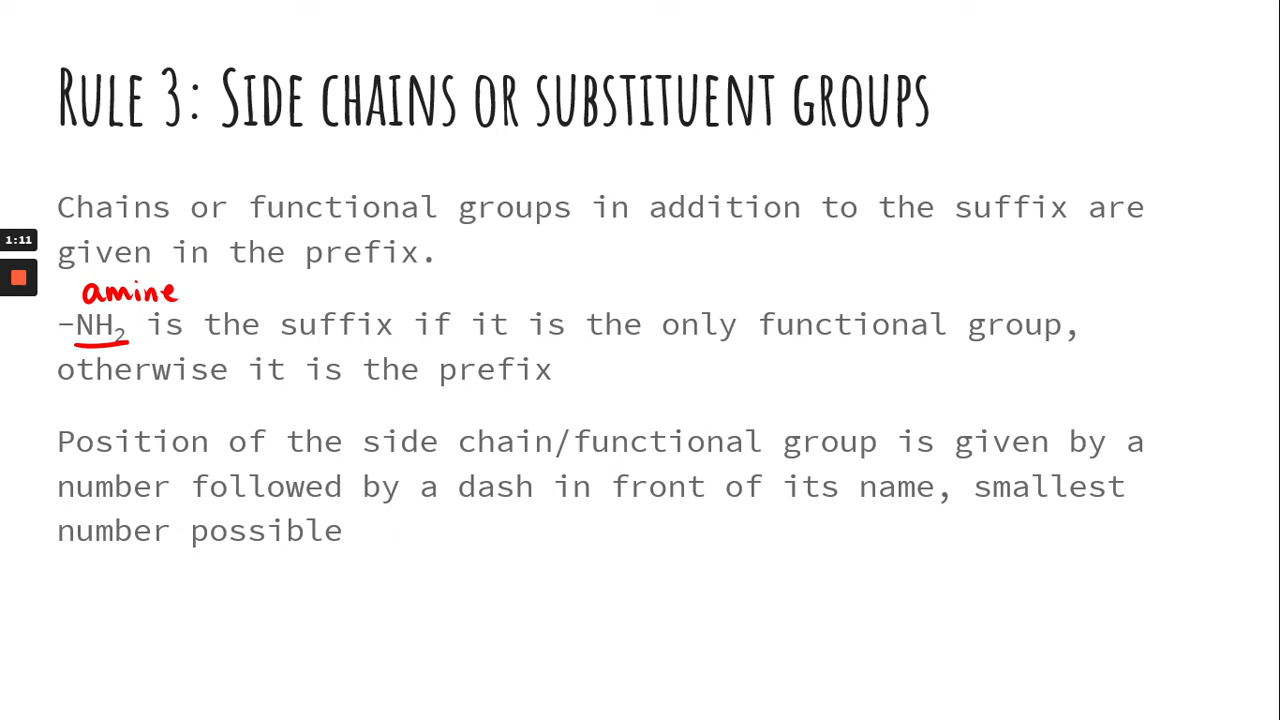 Rule 3: Side chains or substituent groups
Chains or functional groups in addition to the suffix are
given in the prefix.
1:11
amine
-NH₂ is the suffix if it is the only functional group,
otherwise it is the prefix
Position of the side chain/functional group is given by a
number followed by a dash in front of its name, smallest
number possible